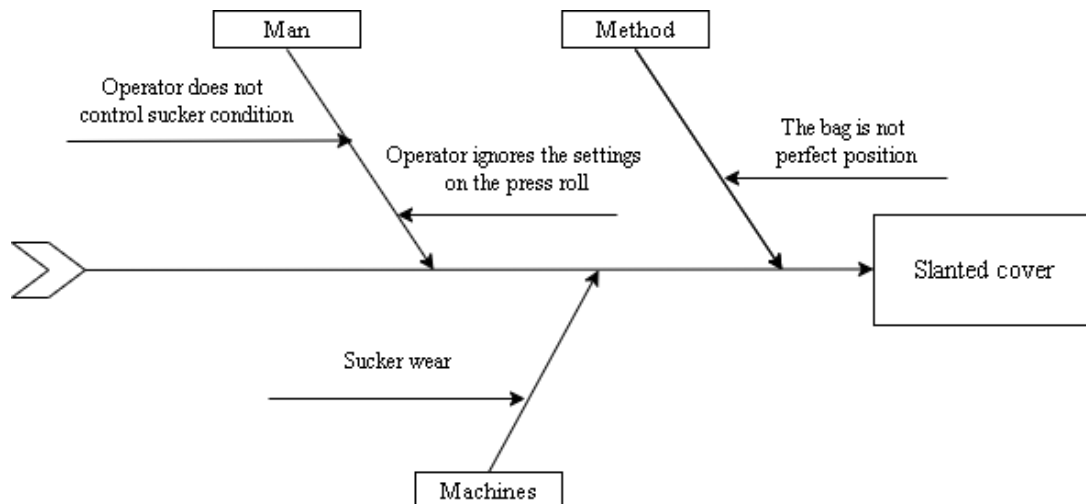 Man
Method
Operator does not
control sucker condition
Operator ignores the settings
on the press roll
The bag is not
perfect position
Slanted cover
Sucker wear
Machines